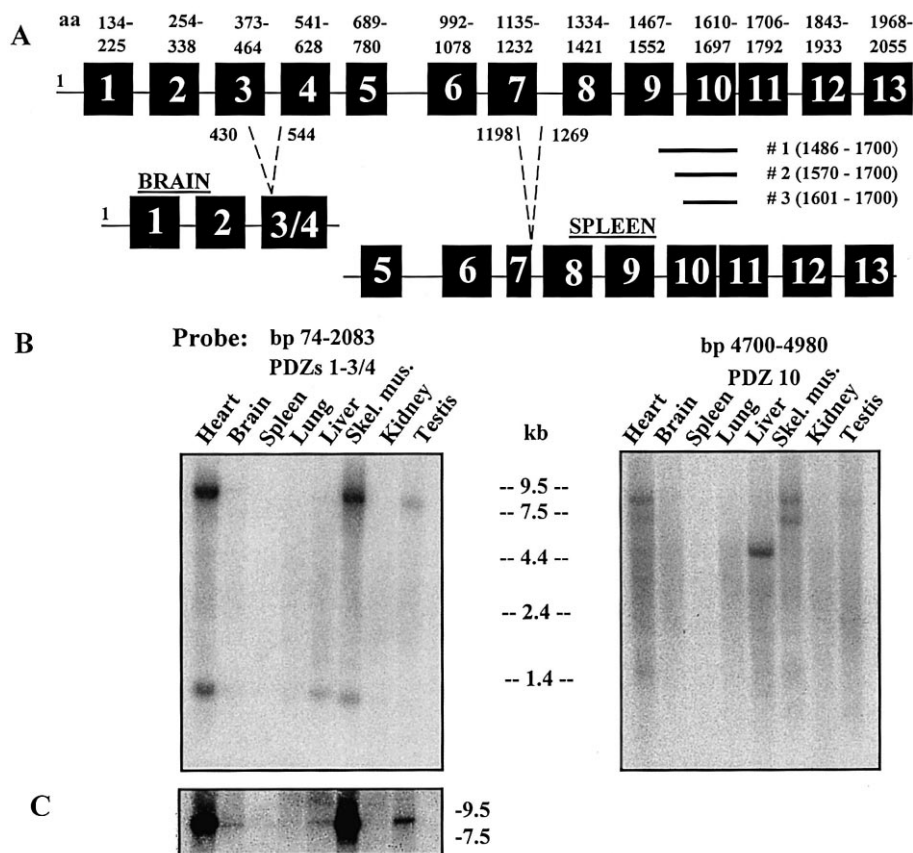 A
aa 134- 254- 373- 541- 689- 992- 1135- 1334- 1467- 1610- 1706- 1843- 1968-
225 338 464 628 780 1078 1232 1421 1552 1697 1792 1933 2055
1 1 2 3 4 5 6 7 8 9 10 11 12 13
430 544 1198 1269
# 1 (1486 - 1700)
# 2 (1570 - 1700)
# 3 (1601 - 1700)
BRAIN
1 1 2 3/4
SPLEEN
5 6 7 8 9 10 11 12 13
B
Probe: bp 74-2083
PDZs 1-3/4
bp 4700-4980
PDZ 10
Heart Brain Spleen Lung Liver Skel. mus. Kidney Testis
kb
Heart Brain Spleen Lung Liver Skel. mus. Kidney Testis
-- 9.5 --
-- 7.5 --
-- 4.4 --
-- 2.4 --
-- 1.4 --
C
-9.5
-7.5